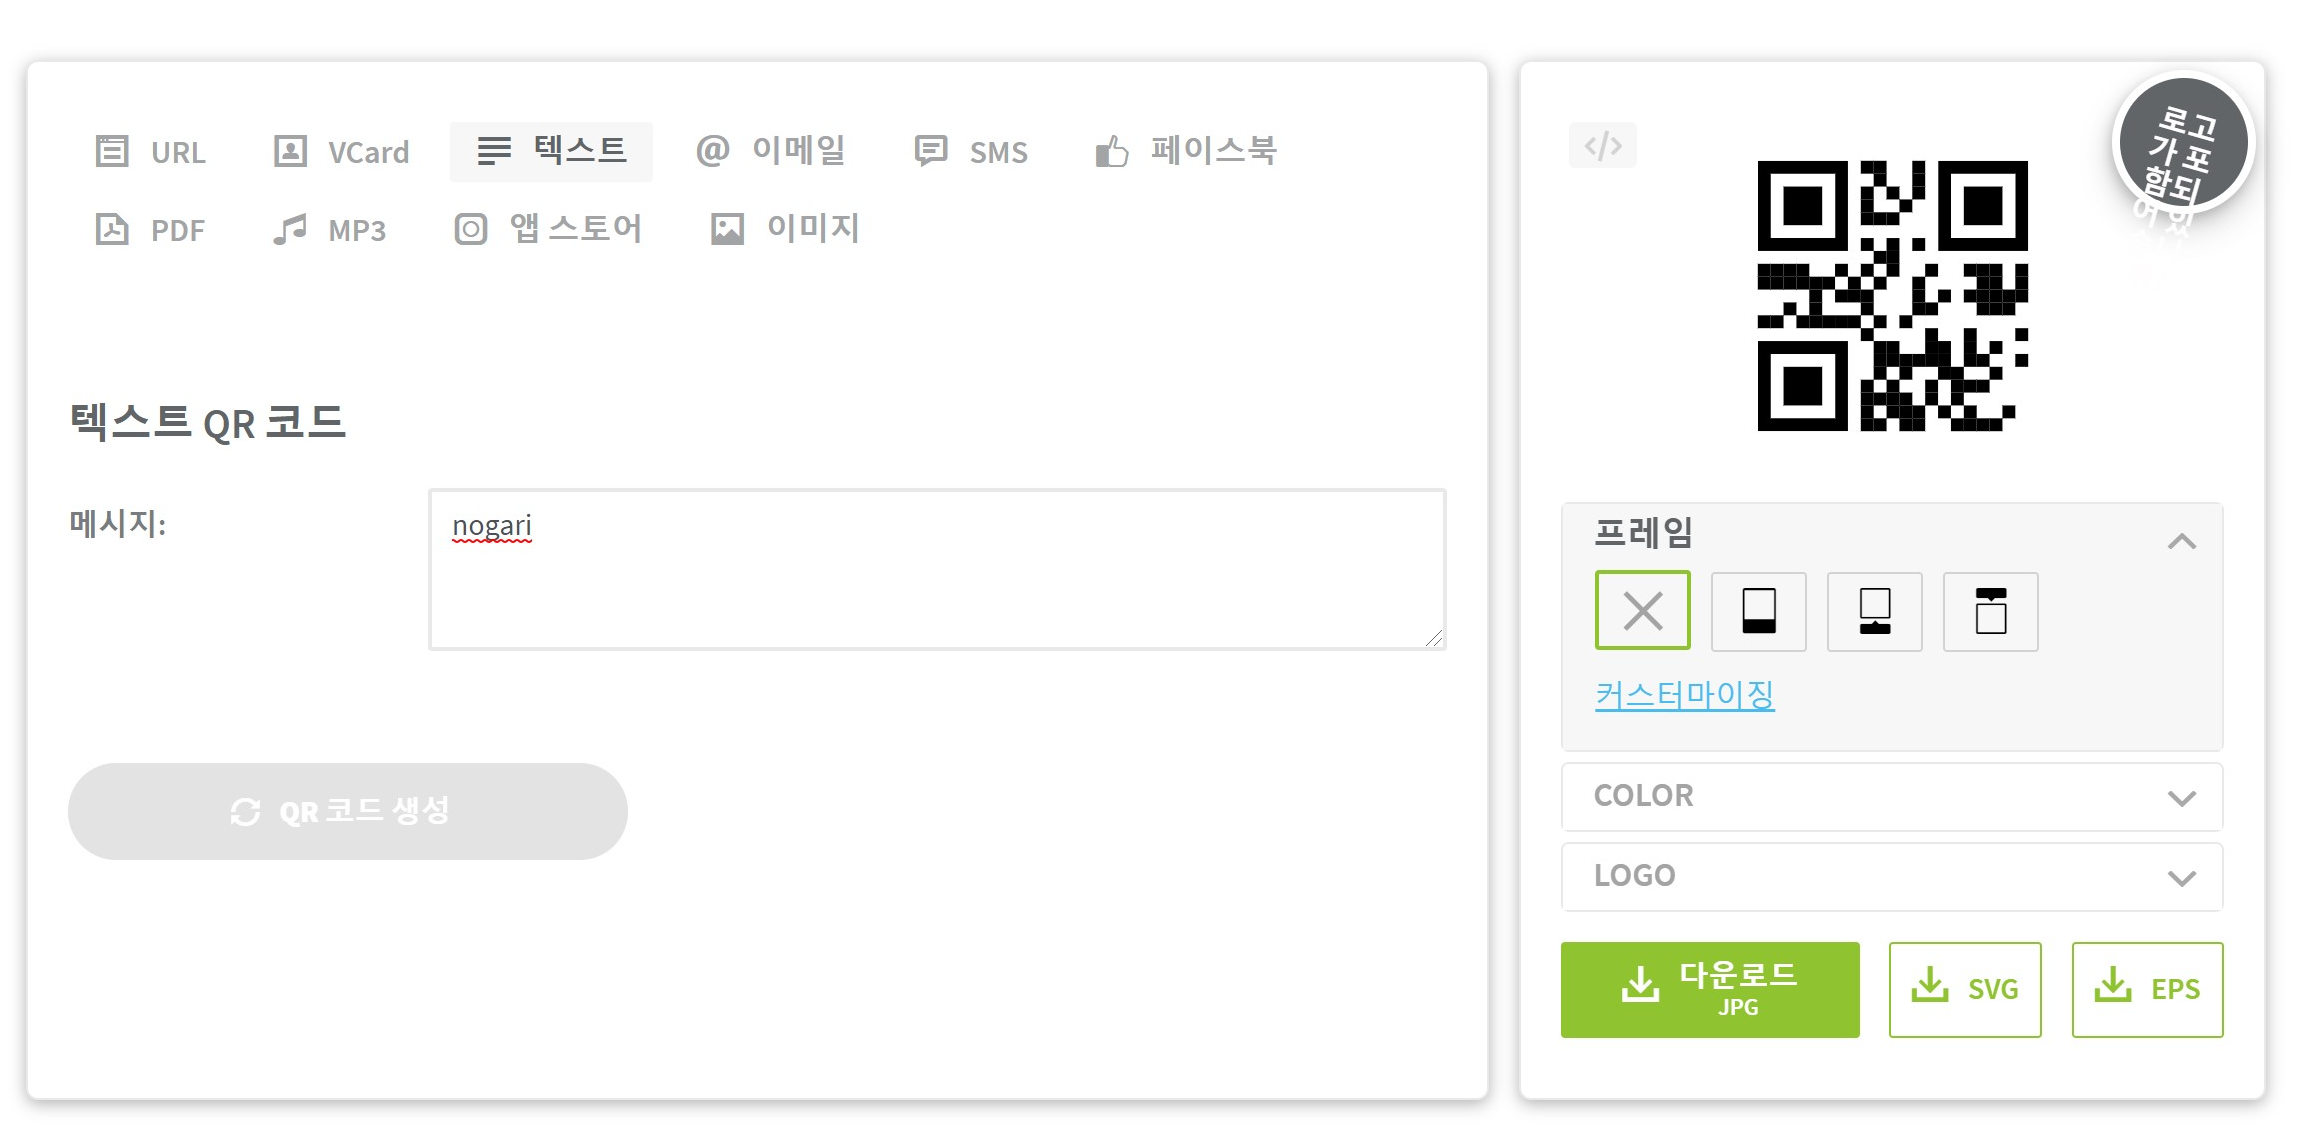 URL
VCard
텍스트
이메일
SMS
페이스북
PDF
MP3
앱 스토어
이미지
텍스트 QR 코드
메시지:
nogari
QR 코드 생성
</>
로고
가 포
함되
어 있
프레임
커스터마이징
COLOR
LOGO
다운로드
JPG
SVG
EPS